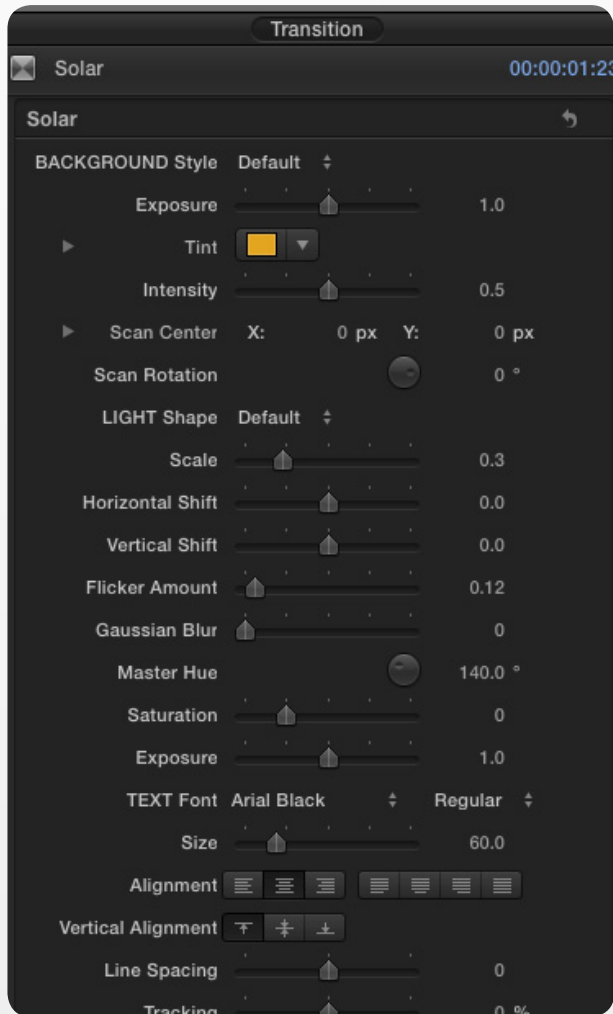 Transition
Solar 00:00:01:23
Solar
BACKGROUND Style Default
Exposure 1.0
Tint
Intensity 0.5
Scan Center X: 0 px Y: 0 px
Scan Rotation 0 °
LIGHT Shape Default
Scale 0.3
Horizontal Shift 0.0
Vertical Shift 0.0
Flicker Amount 0.12
Gaussian Blur 0
Master Hue 140.0 °
Saturation 0
Exposure 1.0
TEXT Font Arial Black Regular
Size 60.0
Alignment
Vertical Alignment
Line Spacing 0
Tracking 0 %